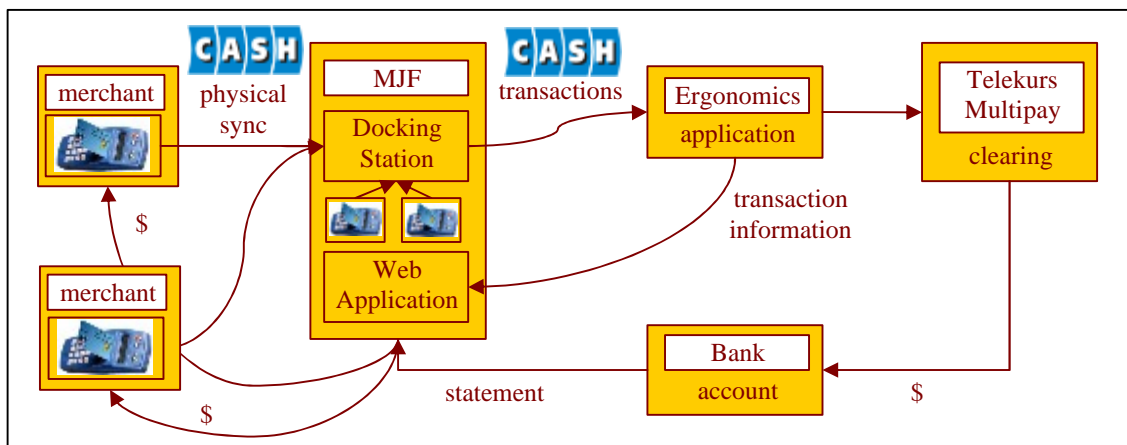 CASH
CASH
merchant
physical
sync
MJF
transactions
Docking
Station
Ergonomics
application
Telekurs
Multipay
clearing
$
transaction
information
merchant
Web
Application
Bank
account
statement
$
$